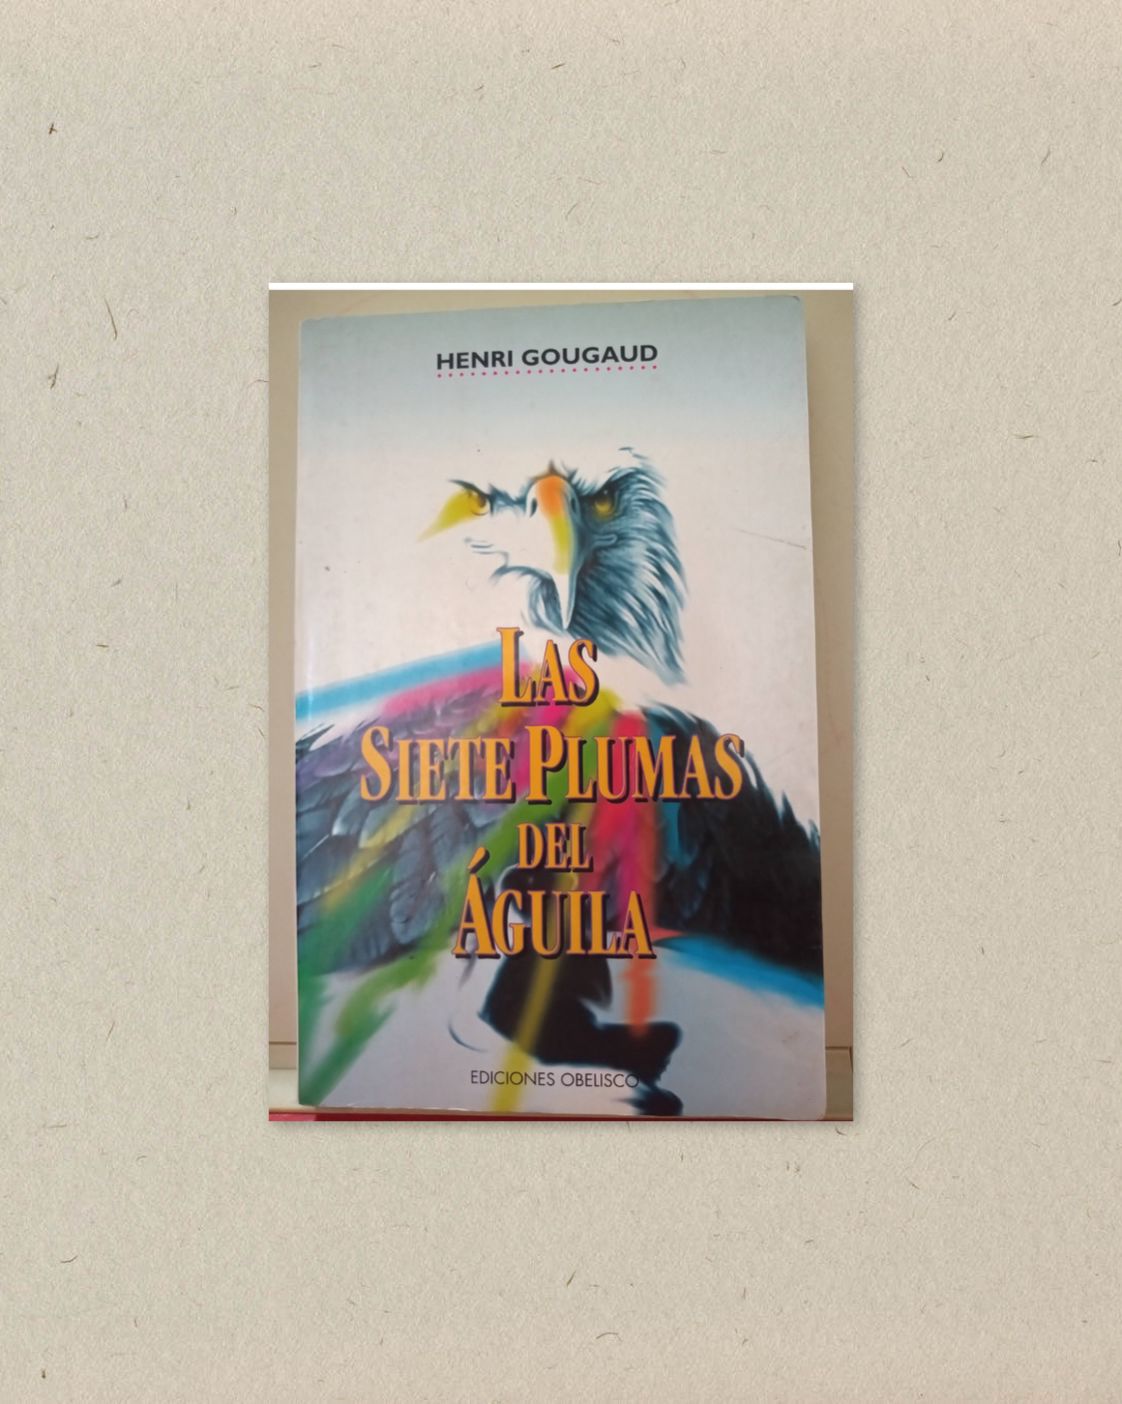 HENRI GOUGAUD
LAS
SIETE PLUMAS
DEL
ÁGUILA
EDICIONES OBELISCO